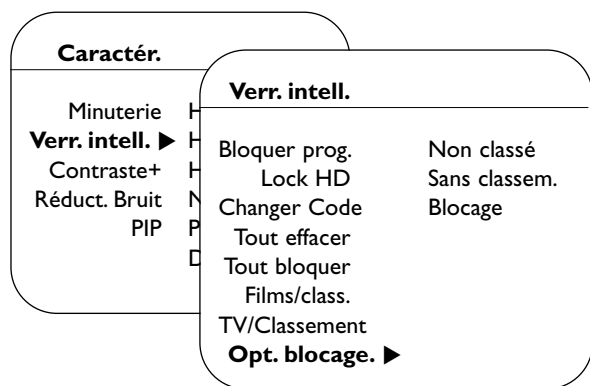 Caractér.
Minuterie H
Verr. intell. ▶ H
Contraste+ H
Réduct. Bruit N
PIP P
D
Verr. intell.
Bloquer prog. Non classé
Lock HD Sans classem.
Changer Code Blocage
Tout effacer
Tout bloquer
Films/class.
TV/Classement
Opt. blocage. ▶